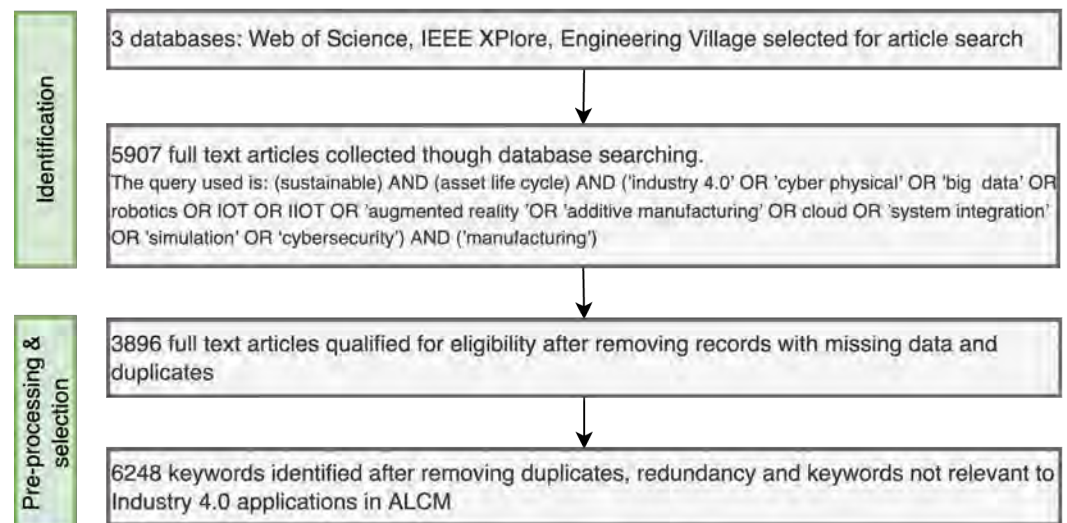 Identification
3 databases: Web of Science, IEEE XPlore, Engineering Village selected for article search
5907 full text articles collected though database searching.
The query used is: (sustainable) AND (asset life cycle) AND ('industry 4.0' OR 'cyber physical' OR 'big data' OR
robotics OR IOT OR IIOT OR 'augmented reality 'OR 'additive manufacturing' OR cloud OR 'system integration'
OR 'simulation' OR 'cybersecurity') AND ('manufacturing')
Pre-processing &
selection
3896 full text articles qualified for eligibility after removing records with missing data and
duplicates
6248 keywords identified after removing duplicates, redundancy and keywords not relevant to
Industry 4.0 applications in ALCM